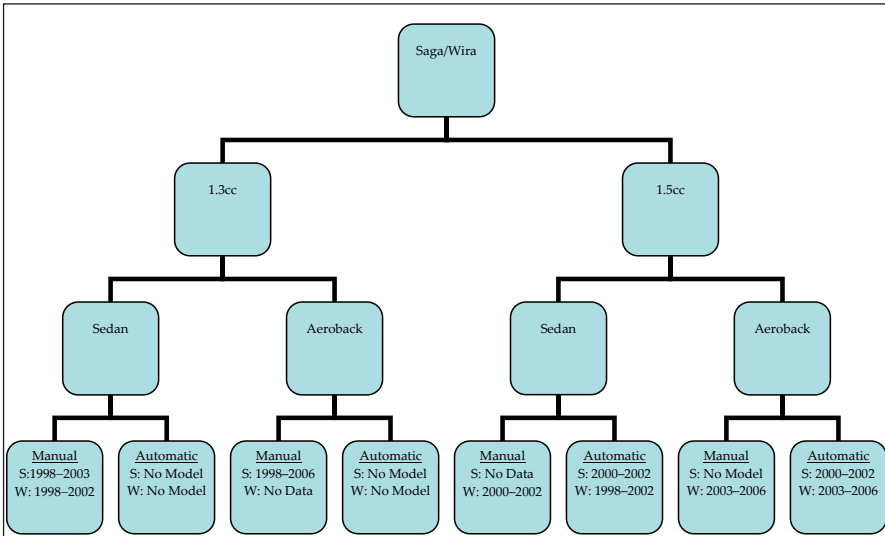 Saga/Wira
1.3cc
1.5cc
Sedan
Aeroback
Sedan
Aeroback
Manual
S:1998–2003
W: 1998–2002
Automatic
S: No Model
W: No Model
Manual
S: 1998–2006
W: No Data
Automatic
S: No Model
W: No Model
Manual
S: No Data
W: 2000–2002
Automatic
S: 2000–2002
W: 1998–2002
Manual
S: No Model
W: 2003–2006
Automatic
S: 2000–2002
W: 2003–2006